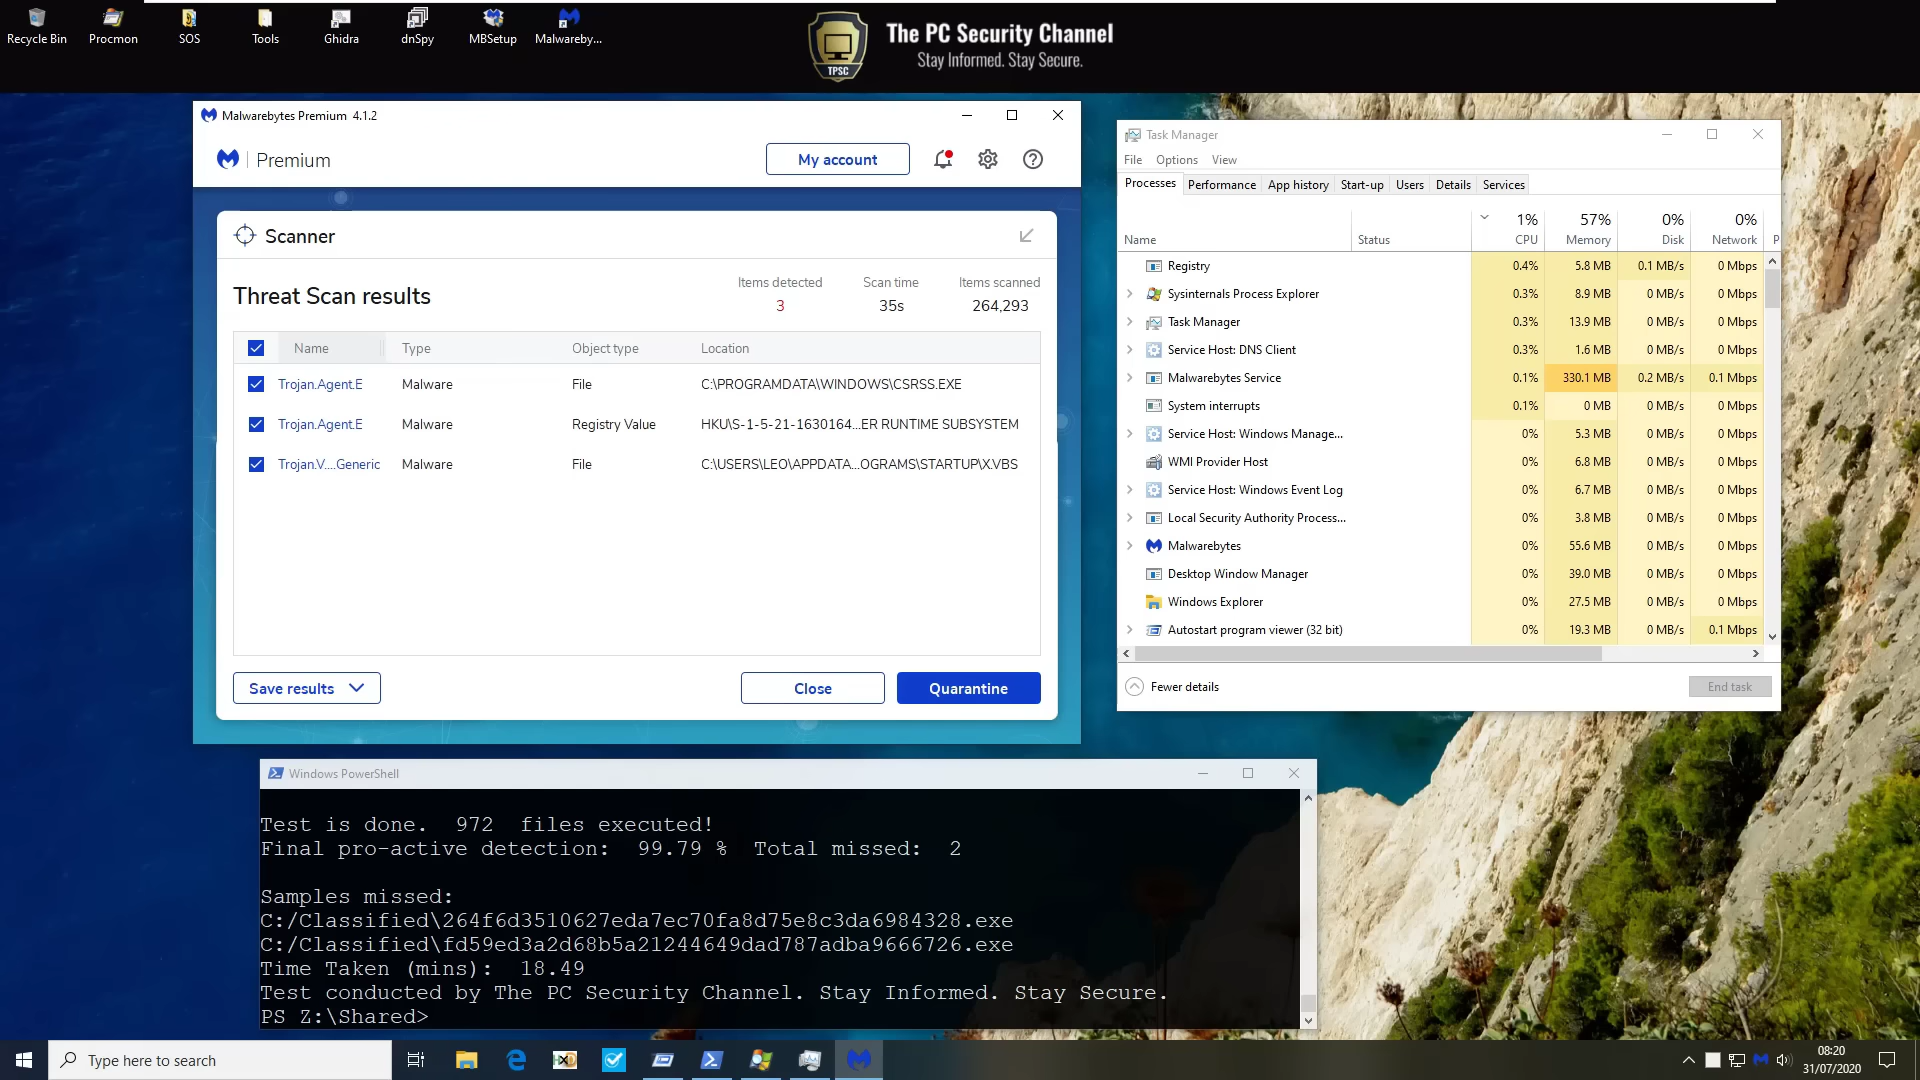 Recycle Bin
Procmon
SOS
Tools
Ghidra
dnSpy
MBSetup
Malwareby...
TPSC
The PC Security Channel
Stay Informed. Stay Secure.
Malwarebytes Premium 4.1.2
Premium
My account
Scanner
Threat Scan results
Items detected
3
Scan time
35s
Items scanned
264,293
Name Type Object type Location
Trojan.Agent.E Malware File C:\PROGRAMDATA\WINDOWS\CSRSS.EXE
Trojan.Agent.E Malware Registry Value HKU\S-1-5-21-1630164...ER RUNTIME SUBSYSTEM
Trojan.V....Generic Malware File C:\USERS\LEO\APPDATA...OGRAMS\STARTUP\X.VBS
Save results
Close
Quarantine
Task Manager
File Options View
Processes Performance App history Start-up Users Details Services
1% 57% 0% 0%
Name Status CPU Memory Disk Network P
Registry 0.4% 5.8 MB 0.1 MB/s 0 Mbps
Sysinternals Process Explorer 0.3% 8.9 MB 0 MB/s 0 Mbps
Task Manager 0.3% 13.9 MB 0 MB/s 0 Mbps
Service Host: DNS Client 0.3% 1.6 MB 0 MB/s 0 Mbps
Malwarebytes Service 0.1% 330.1 MB 0.2 MB/s 0.1 Mbps
System interrupts 0.1% 0 MB 0 MB/s 0 Mbps
Service Host: Windows Manage... 0% 5.3 MB 0 MB/s 0 Mbps
WMI Provider Host 0% 6.8 MB 0 MB/s 0 Mbps
Service Host: Windows Event Log 0% 6.7 MB 0 MB/s 0 Mbps
Local Security Authority Process... 0% 3.8 MB 0 MB/s 0 Mbps
Malwarebytes 0% 55.6 MB 0 MB/s 0 Mbps
Desktop Window Manager 0% 39.0 MB 0 MB/s 0 Mbps
Windows Explorer 0% 27.5 MB 0 MB/s 0 Mbps
Autostart program viewer (32 bit) 0% 19.3 MB 0 MB/s 0.1 Mbps
Fewer details
End task
Windows PowerShell
Test is done. 972 files executed!
Final pro-active detection: 99.79 % Total missed: 2
Samples missed:
C:/Classified\264f6d3510627eda7ec70fa8d75e8c3da6984328.exe
C:/Classified\fd59ed3a2d68b5a21244649dad787adba9666726.exe
Time Taken (mins): 18.49
Test conducted by The PC Security Channel. Stay Informed. Stay Secure.
PS Z:\Shared>
Type here to search
08:20
31/07/2020